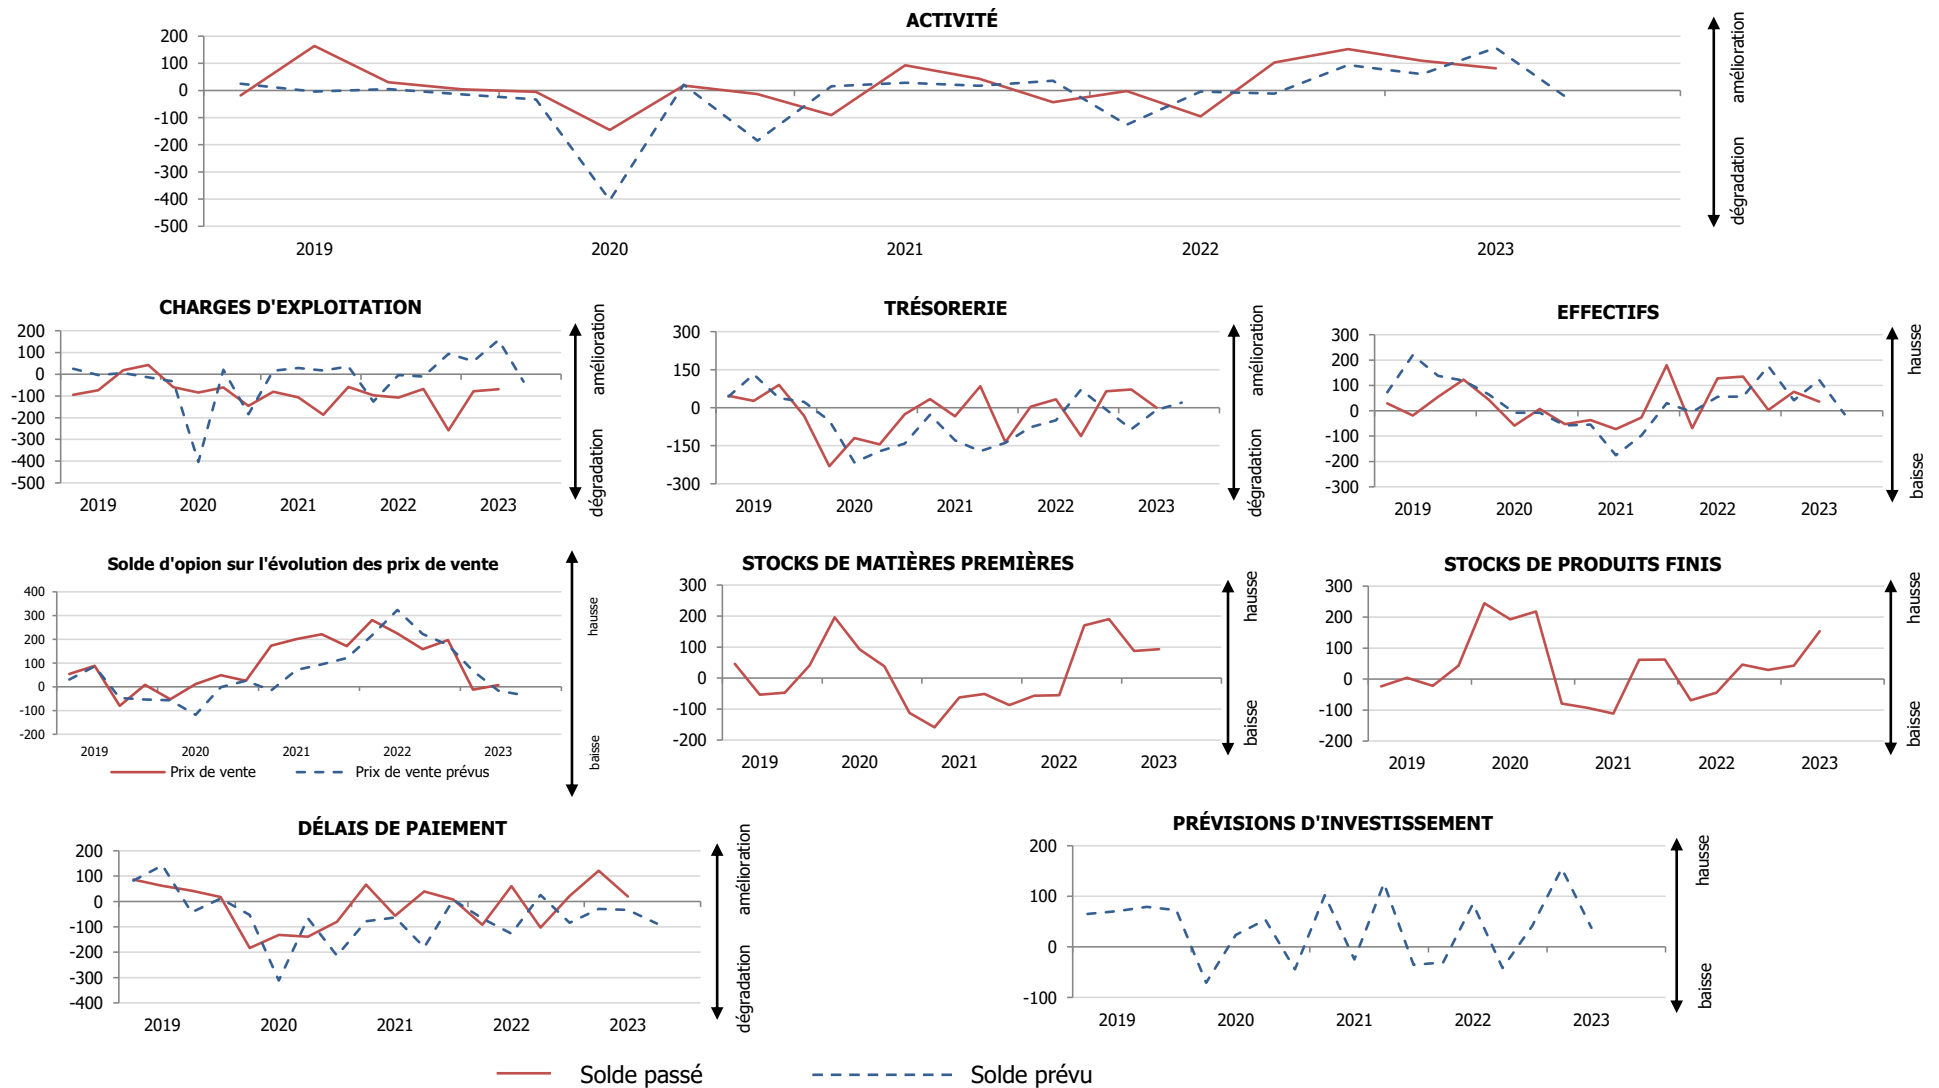 ACTIVITÉ
200
100
0
-100
-200
-300
-400
-500
2019 2020 2021 2022 2023
amélioration
dégradation
CHARGES D'EXPLOITATION
200
100
0
-100
-200
-300
-400
-500
2019 2020 2021 2022 2023
amélioration
dégradation
TRÉSORERIE
300
150
0
-150
-300
2019 2020 2021 2022 2023
amélioration
dégradation
EFFECTIFS
300
200
100
0
-100
-200
-300
2019 2020 2021 2022 2023
hausse
baisse
Solde d'opion sur l'évolution des prix de vente
400
300
200
100
0
-100
-200
2019 2020 2021 2022 2023
Prix de vente Prix de vente prévus
hausse
baisse
STOCKS DE MATIÈRES PREMIÈRES
300
200
100
0
-100
-200
2019 2020 2021 2022 2023
hausse
baisse
STOCKS DE PRODUITS FINIS
300
200
100
0
-100
-200
2019 2020 2021 2022 2023
hausse
baisse
DÉLAIS DE PAIEMENT
200
100
0
-100
-200
-300
-400
2019 2020 2021 2022 2023
amélioration
dégradation
PRÉVISIONS D'INVESTISSEMENT
200
100
0
-100
2019 2020 2021 2022 2023
hausse
baisse
Solde passé Solde prévu